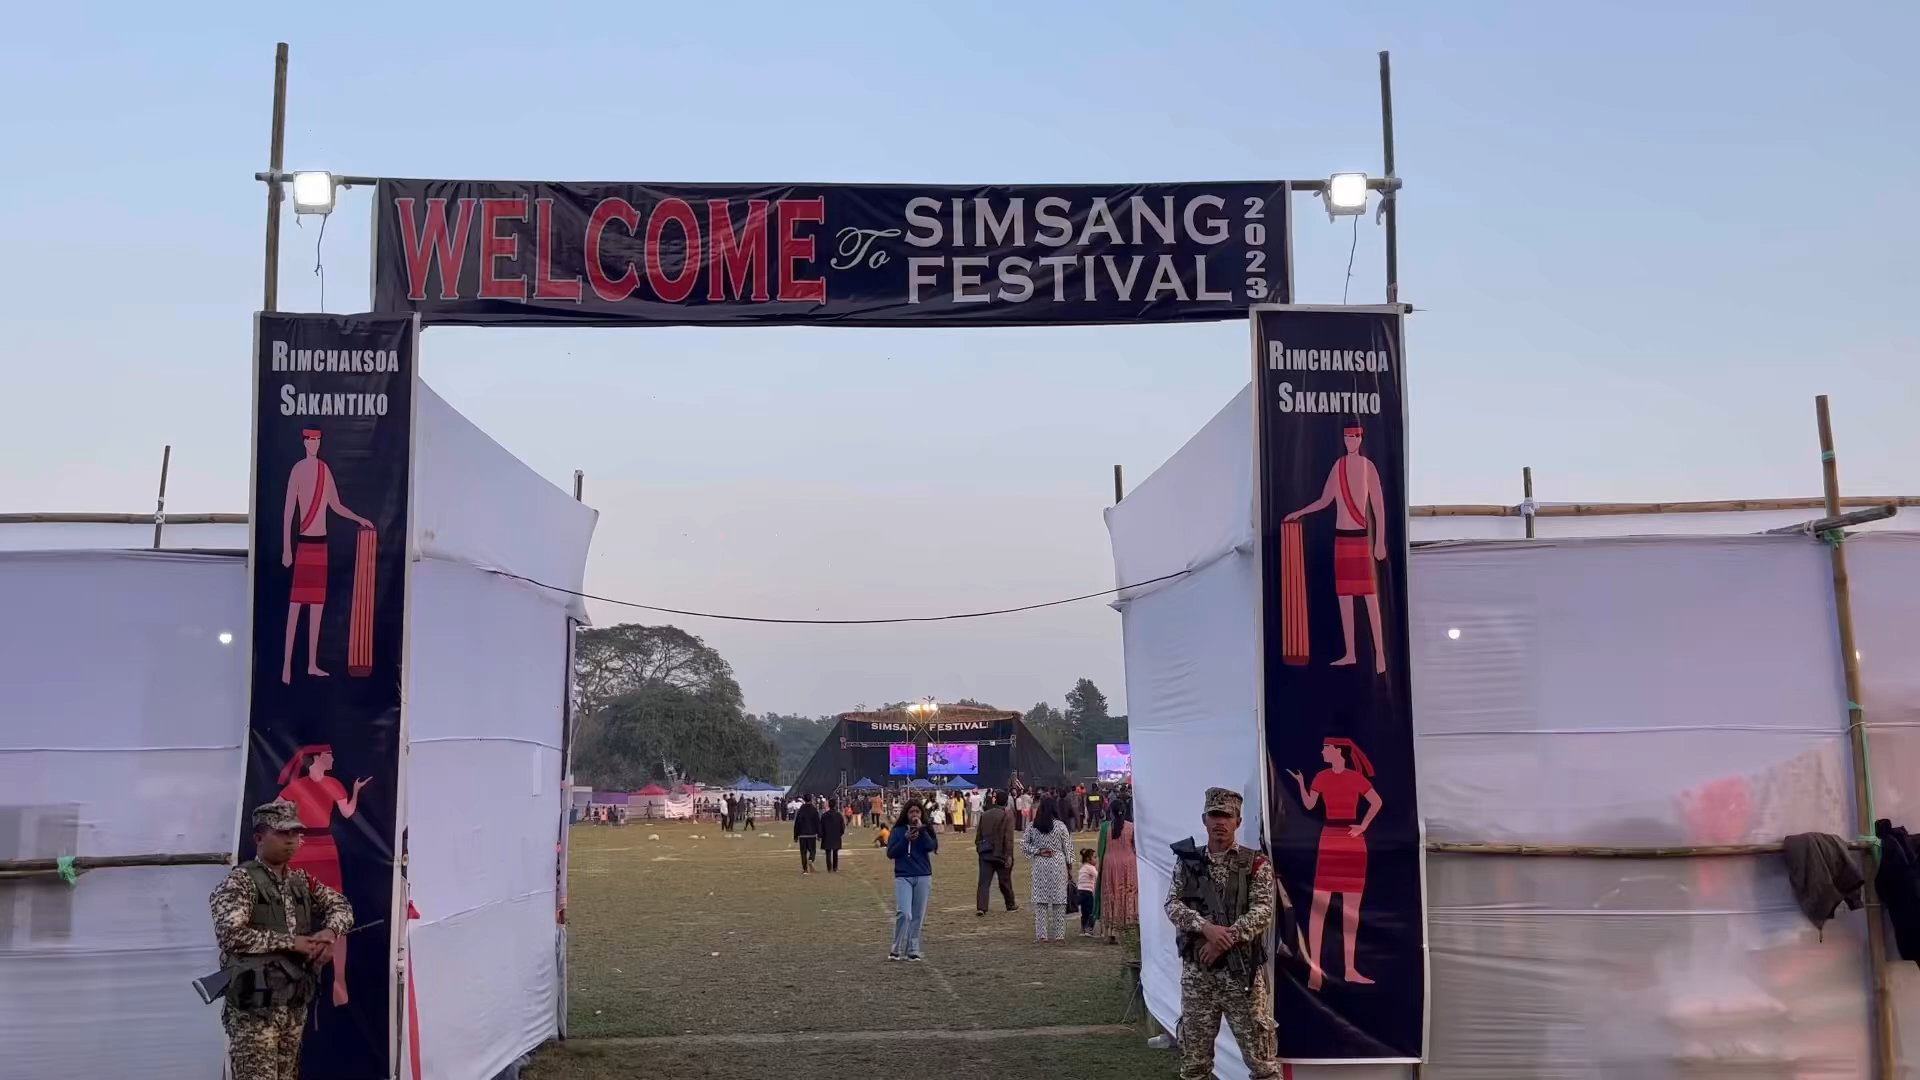 WELCOME To SIMSANG FESTIVAL 2023
RIMCHAKSOA
SAKANTIKO
RIMCHAKSOA
SAKANTIKO
SIMSANG FESTIVAL